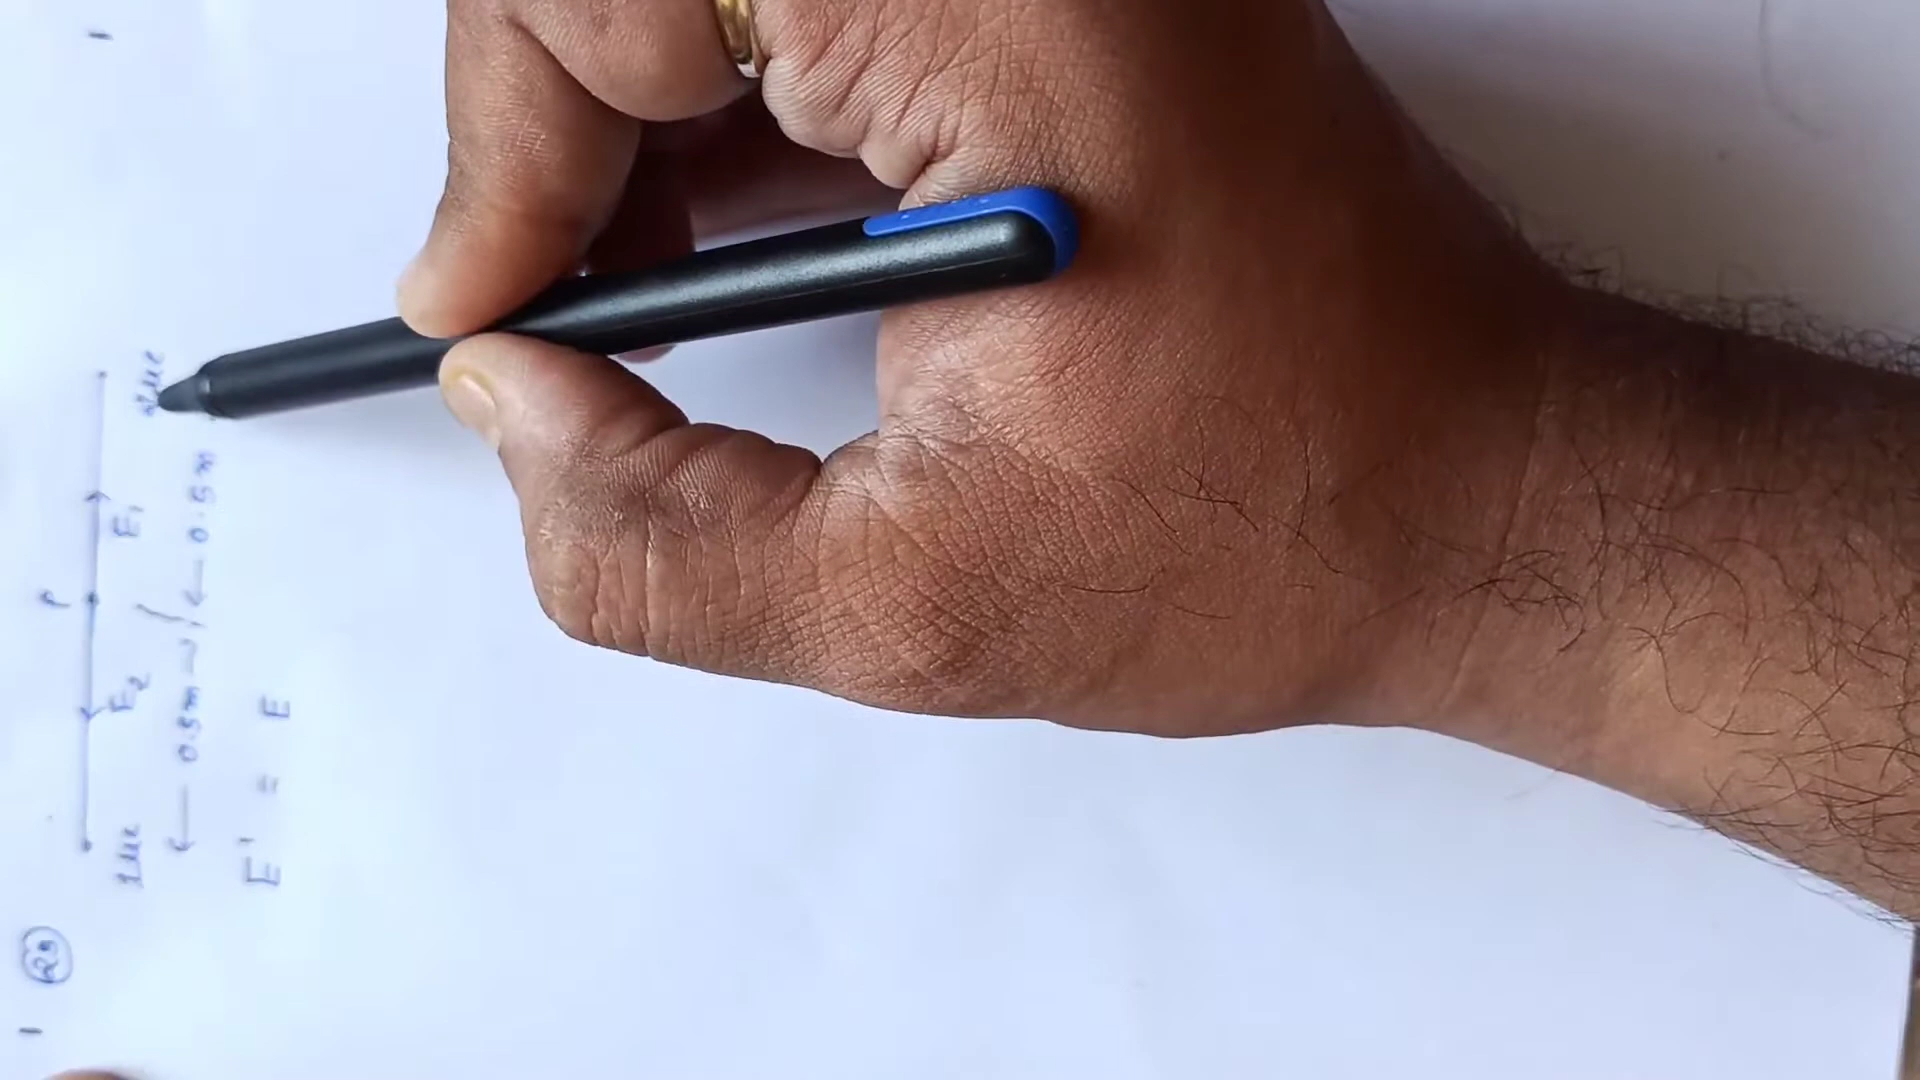 29
P
1μc E2 E1 2μc
← 0.5m → / ← 0.5m
E' = E